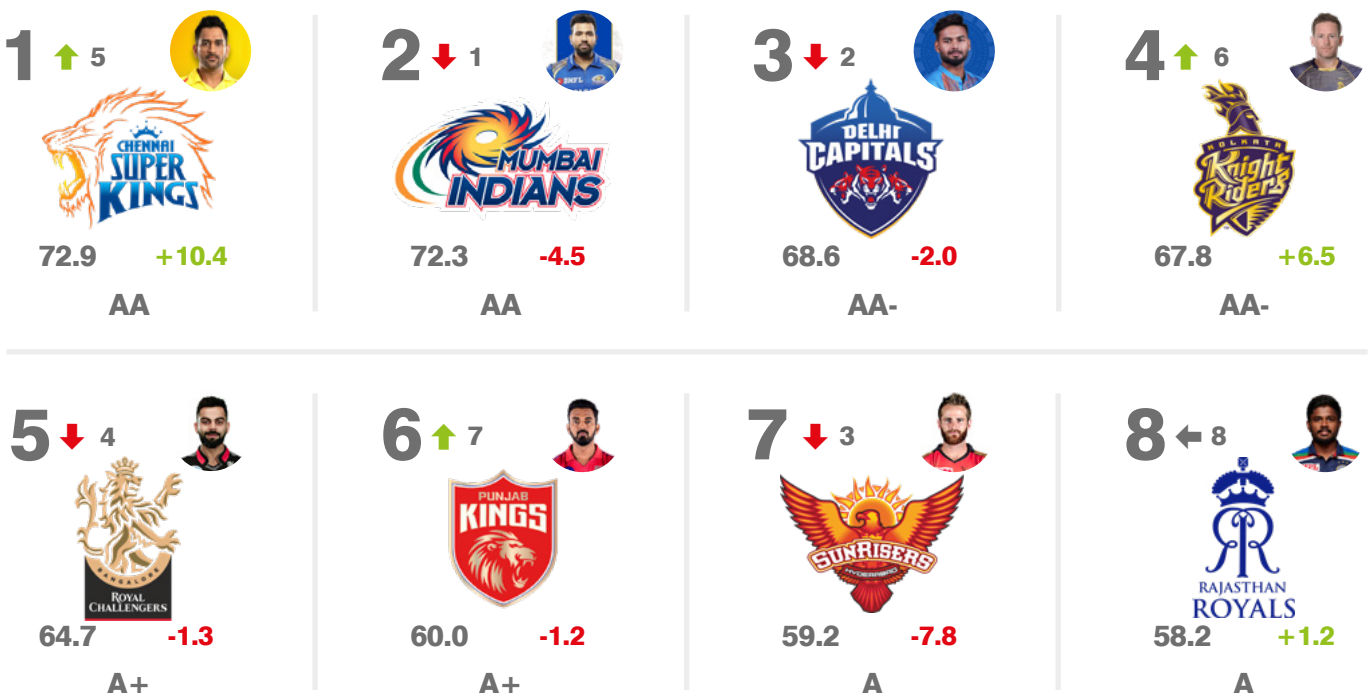 1 5
CHENNAI
SUPER
KINGS
72.9 +10.4
AA
2 1
MUMBAI
INDIANS
72.3 -4.5
AA
3 2
DELHI
CAPITALS
68.6 -2.0
AA-
4 6
KOLKATA
Knight
Riders
67.8 +6.5
AA-
5 4
BANGALORE
ROYAL
CHALLENGERS
64.7 -1.3
A+
6 7
PUNJAB
KINGS
60.0 -1.2
A+
7 3
SUNRISERS
HYDERABAD
59.2 -7.8
A
8 8
RAJASTHAN
ROYALS
58.2 +1.2
A